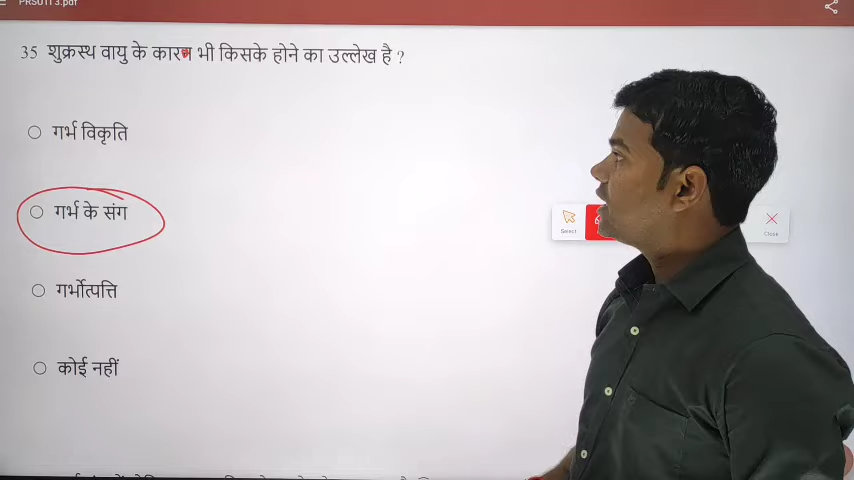 PRSUTI 3.pdf
35 शुक्रस्थ वायु के कारण भी किसके होने का उल्लेख है ?
गर्भ विकृति
गर्भ के संग
Select
Close
गर्भोत्पत्ति
कोई नहीं